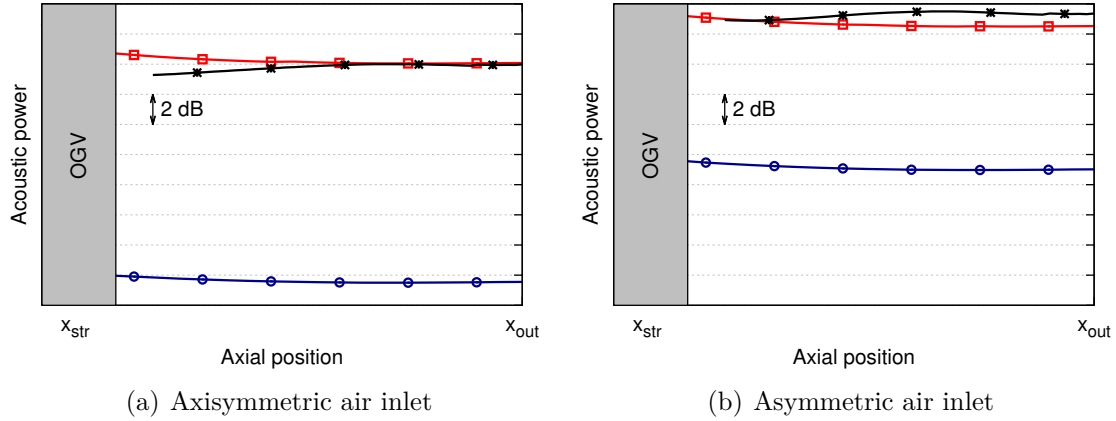 Acoustic power
OGV
2 dB
x_str
x_out
Axial position
(a) Axisymmetric air inlet
Acoustic power
OGV
2 dB
x_str
x_out
Axial position
(b) Asymmetric air inlet